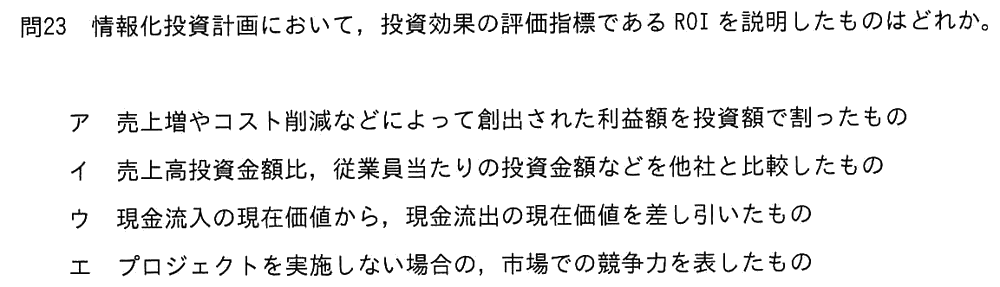 問23 情報化投資計画において，投資効果の評価指標である ROI を説明したものはどれか。
ア 売上増やコスト削減などによって創出された利益額を投資額で割ったもの
イ 売上高投資金額比，従業員当たりの投資金額などを他社と比較したもの
ウ 現金流入の現在価値から，現金流出の現在価値を差し引いたもの
エ プロジェクトを実施しない場合の，市場での競争力を表したもの